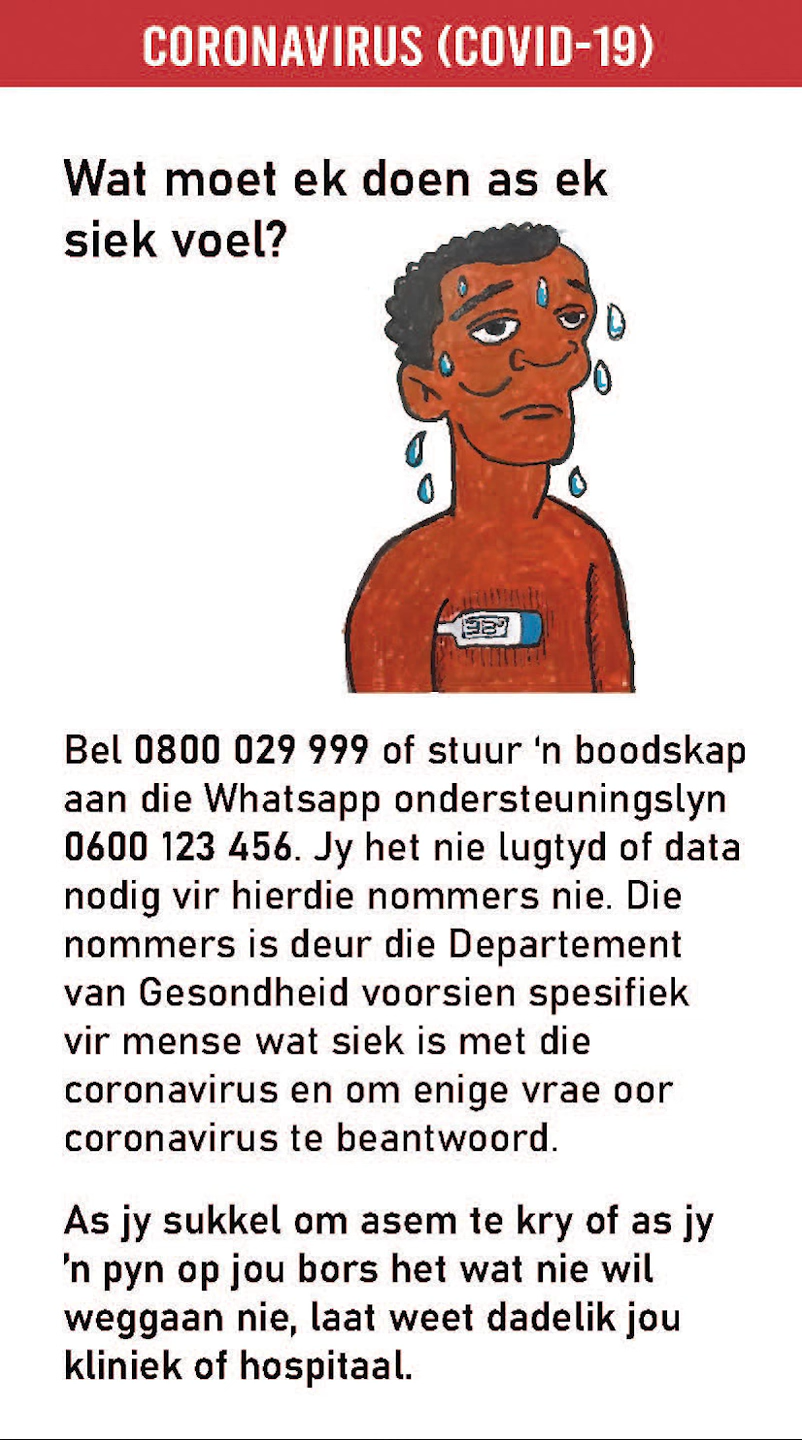 CORONAVIRUS (COVID-19)
Wat moet ek doen as ek
siek voel?
38°
Bel 0800 029 999 of stuur ‘n boodskap
aan die Whatsapp ondersteuningslyn
0600 123 456. Jy het nie lugtyd of data
nodig vir hierdie nommers nie. Die
nommers is deur die Departement
van Gesondheid voorsien spesifiek
vir mense wat siek is met die
coronavirus en om enige vrae oor
coronavirus te beantwoord.
As jy sukkel om asem te kry of as jy
’n pyn op jou bors het wat nie wil
weggaan nie, laat weet dadelik jou
kliniek of hospitaal.